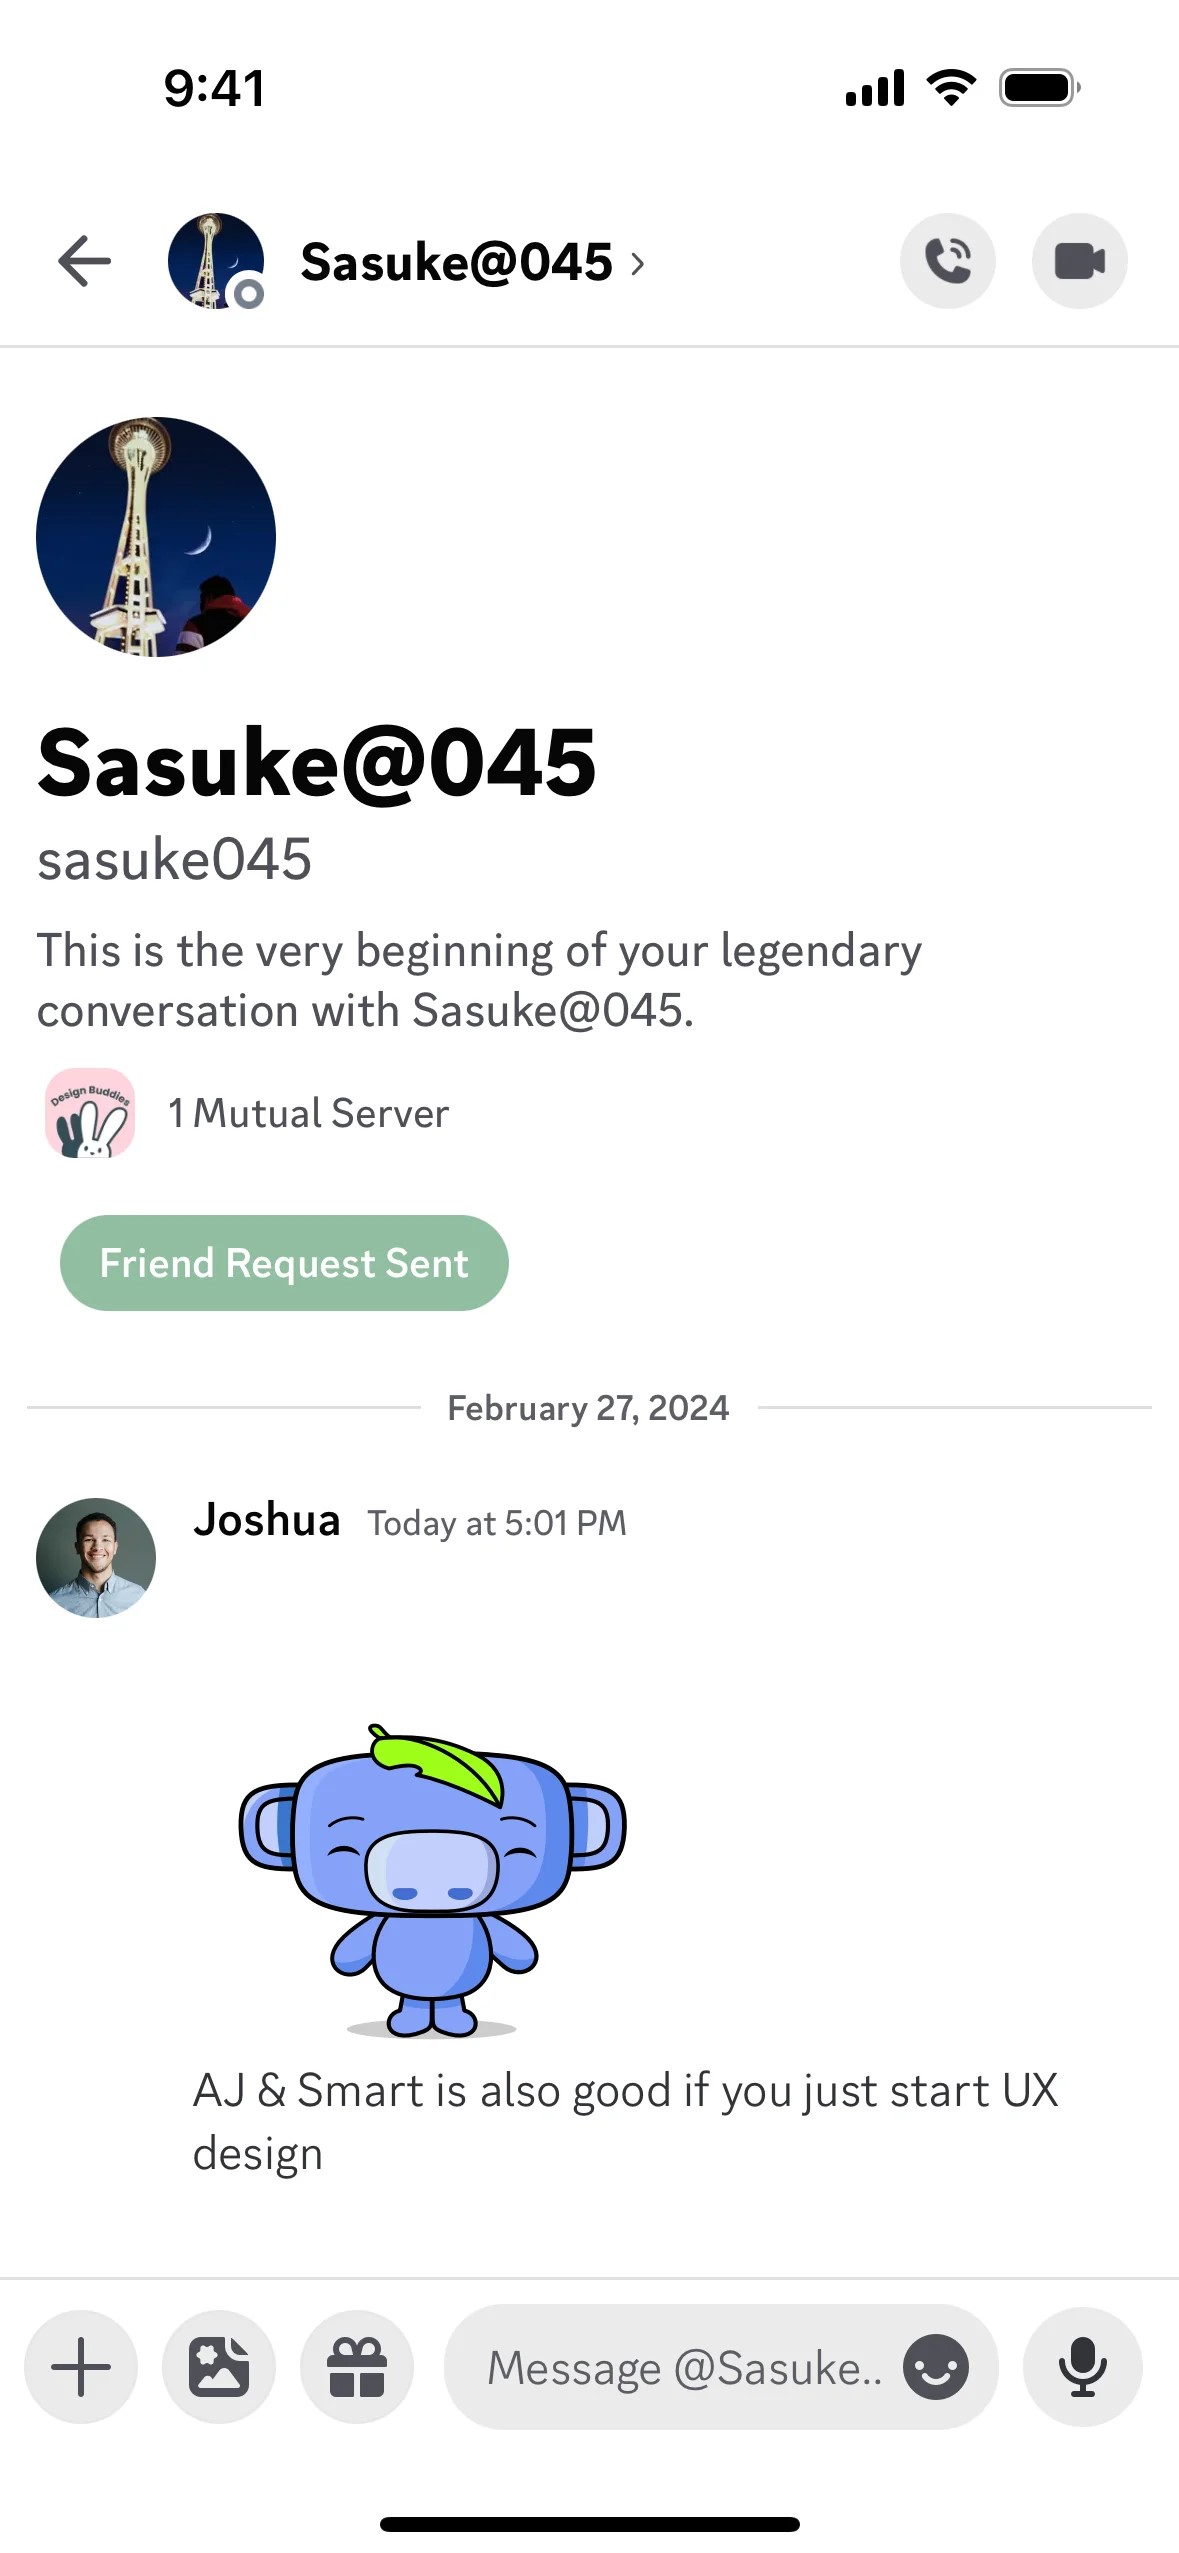 9:41
Sasuke@045
Sasuke@045
sasuke045
This is the very beginning of your legendary
conversation with Sasuke@045.
Design Buddies
1 Mutual Server
Friend Request Sent
February 27, 2024
Joshua Today at 5:01 PM
AJ & Smart is also good if you just start UX
design
Message @Sasuke..